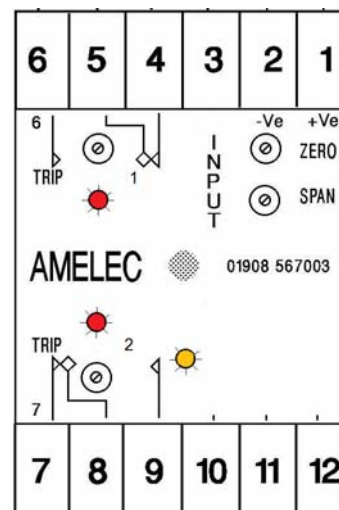 6 5 4 3 2 1
6 -Ve +Ve
INPUT
ZERO
TRIP 1
SPAN
AMELEC 01908 567003
TRIP 2
7
7 8 9 10 11 12